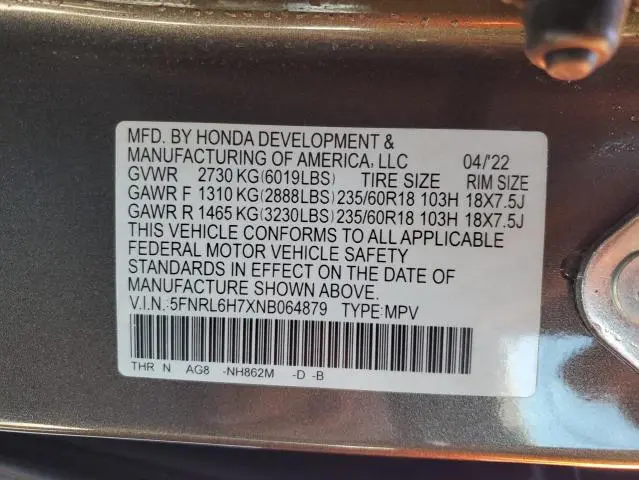 MFD. BY HONDA DEVELOPMENT &
MANUFACTURING OF AMERICA, LLC 04/'22
GVWR 2730 KG(6019LBS) TIRE SIZE RIM SIZE
GAWR F 1310 KG(2888LBS) 235/60R18 103H 18X7.5J
GAWR R 1465 KG(3230LBS) 235/60R18 103H 18X7.5J
THIS VEHICLE CONFORMS TO ALL APPLICABLE
FEDERAL MOTOR VEHICLE SAFETY
STANDARDS IN EFFECT ON THE DATE OF
MANUFACTURE SHOWN ABOVE.
V.I.N.:5FNRL6H7XNB064879 TYPE:MPV
THR N AG8 -NH862M -D -B